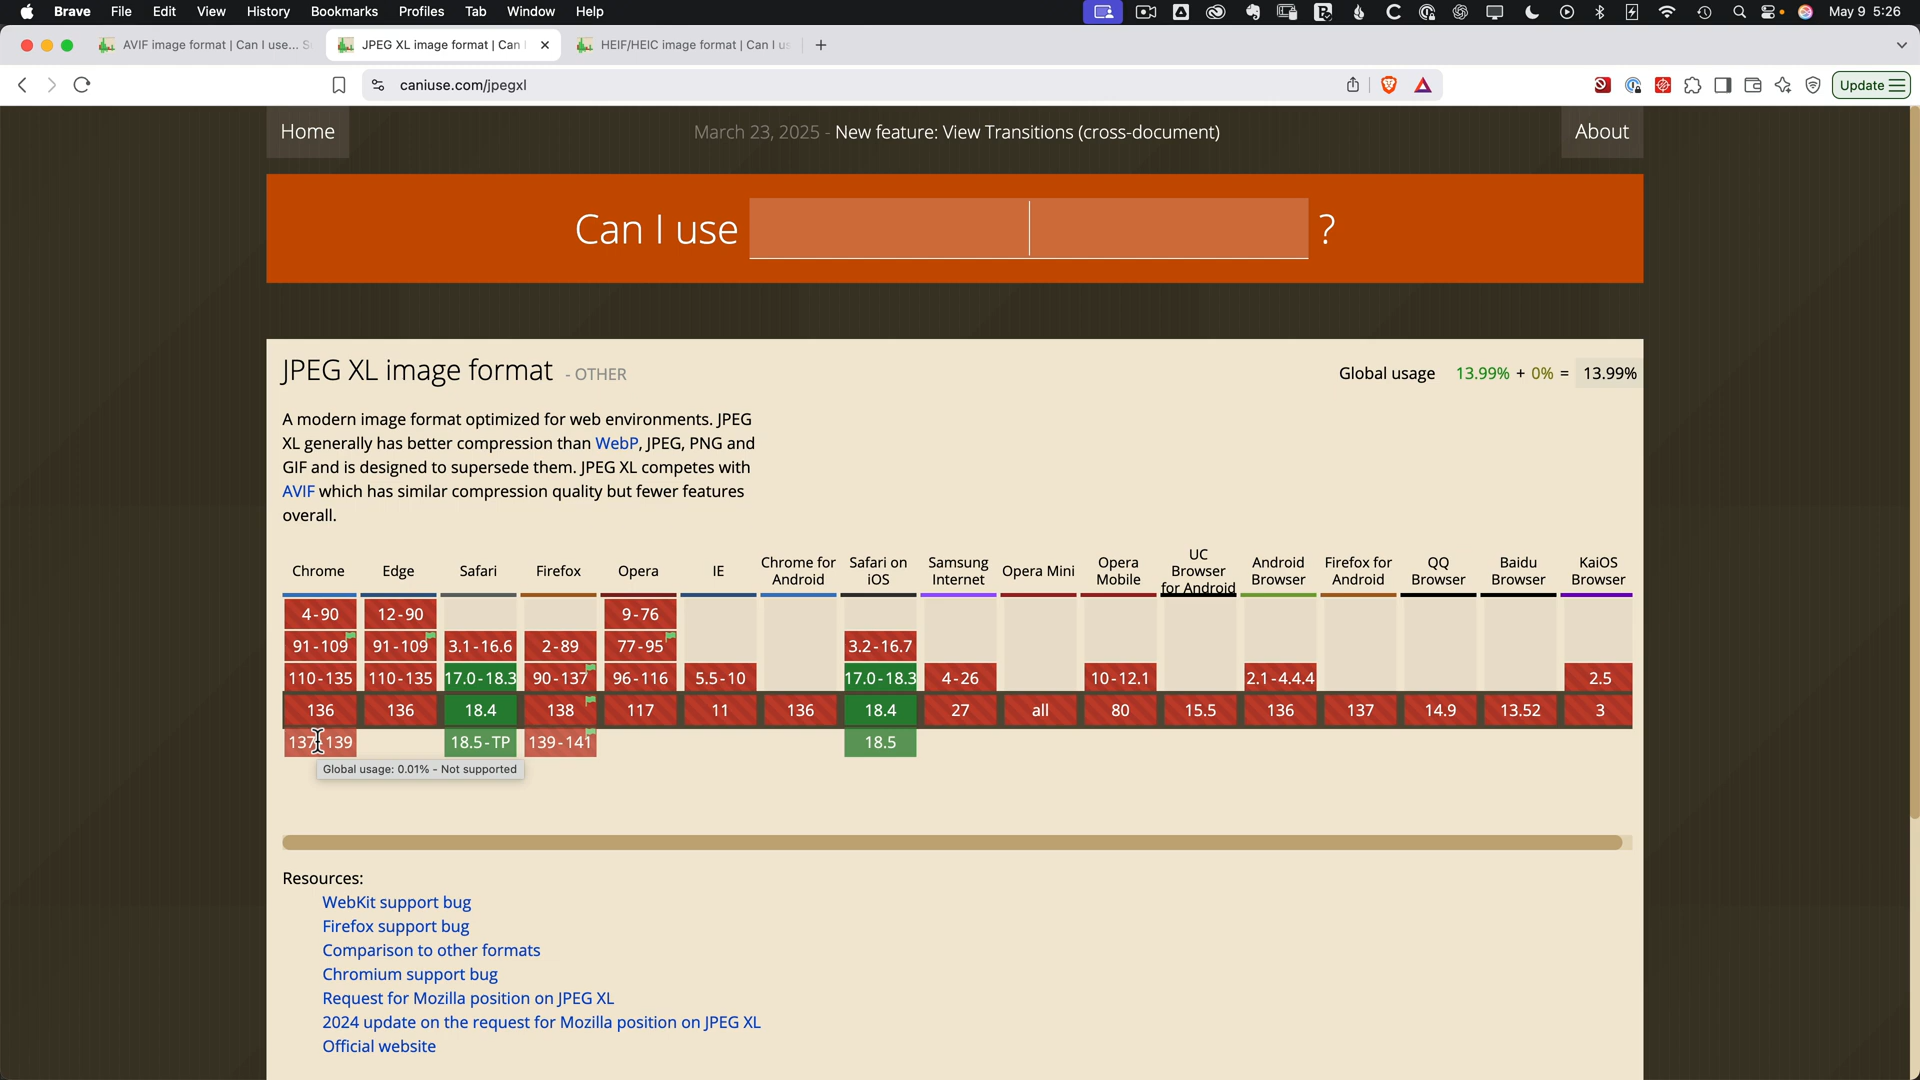 Brave File Edit View History Bookmarks Profiles Tab Window Help May 9 5:26
AVIF image format | Can I use... S
JPEG XL image format | Can
HEIF/HEIC image format | Can I us
caniuse.com/jpegxl
Update
Home
March 23, 2025 - New feature: View Transitions (cross-document)
About
Can I use ?
JPEG XL image format - OTHER
Global usage 13.99% + 0% = 13.99%
A modern image format optimized for web environments. JPEG
XL generally has better compression than WebP, JPEG, PNG and
GIF and is designed to supersede them. JPEG XL competes with
AVIF which has similar compression quality but fewer features
overall.
Chrome Edge Safari Firefox Opera IE Chrome for Android Safari on iOS Samsung Internet Opera Mini Opera Mobile UC Browser for Android Android Browser Firefox for Android QQ Browser Baidu Browser KaiOS Browser
4-90 12-90 9-76
91-109 91-109 3.1-16.6 2-89 77-95 3.2-16.7
110-135 110-135 17.0-18.3 90-137 96-116 5.5-10 17.0-18.3 4-26 10-12.1 2.1-4.4.4 2.5
136 136 18.4 138 117 11 136 18.4 27 all 80 15.5 136 137 14.9 13.52 3
137-139 18.5-TP 139-141 18.5
Global usage: 0.01% - Not supported
Resources:
WebKit support bug
Firefox support bug
Comparison to other formats
Chromium support bug
Request for Mozilla position on JPEG XL
2024 update on the request for Mozilla position on JPEG XL
Official website